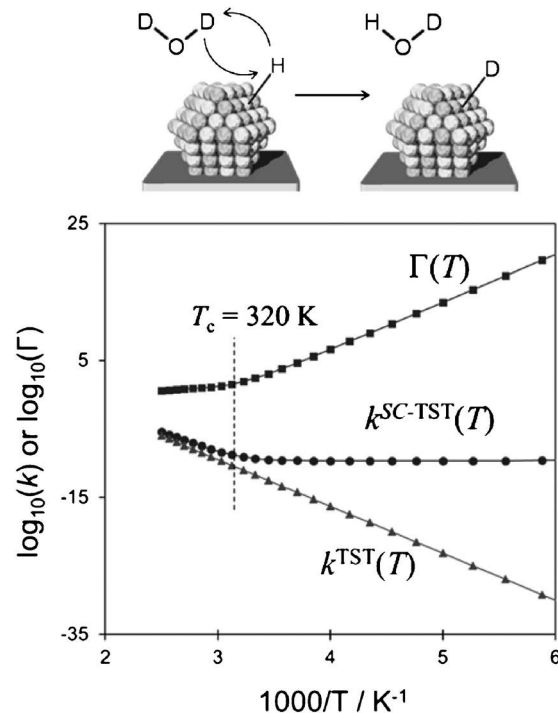 D D
O
H
H D
O
D
25
Γ(T)
T_c = 320 K
5
k^{SC-TST}(T)
-15
k^{TST}(T)
-35
2 3 4 5 6
log₁₀(k) or log₁₀(Γ)
1000/T / K⁻¹